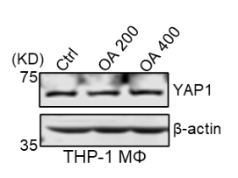 (KD) Ctrl OA 200 OA 400
75
YAP1
β-actin
35
THP-1 MΦ